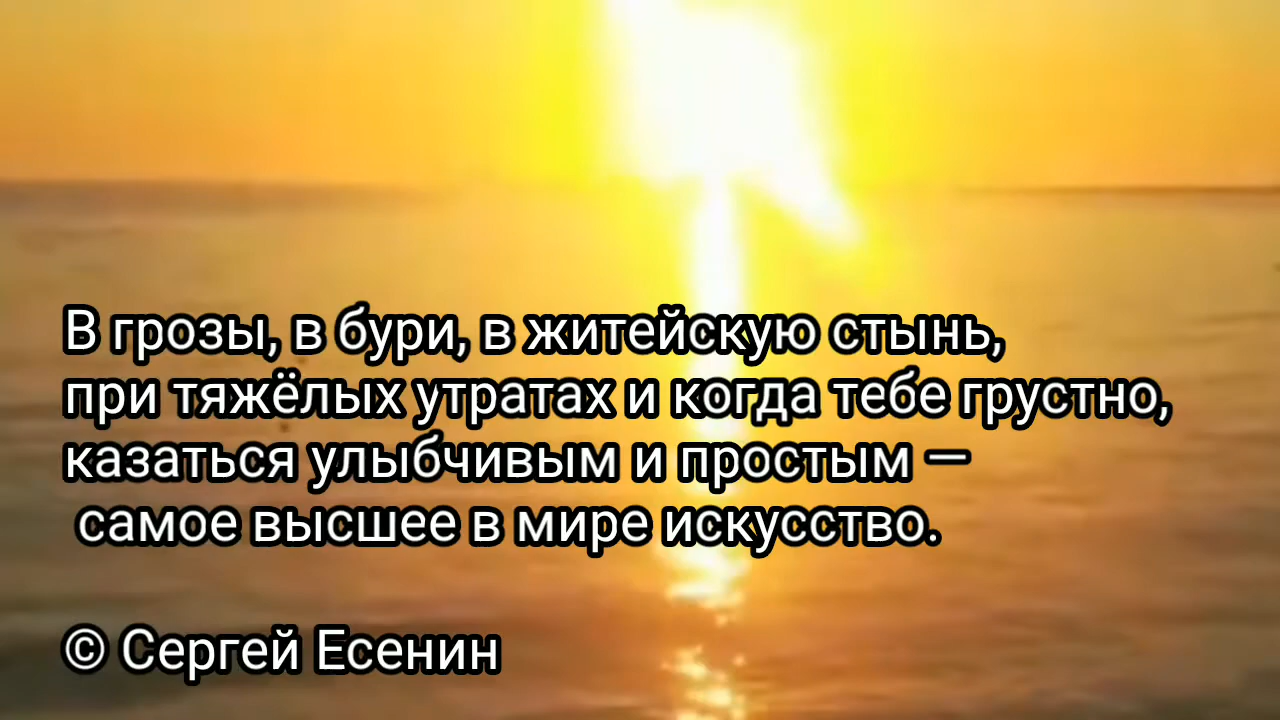 В грозы, в бури, в житейскую стынь,
при тяжёлых утратах и когда тебе грустно,
казаться улыбчивым и простым —
самое высшее в мире искусство.
© Сергей Есенин